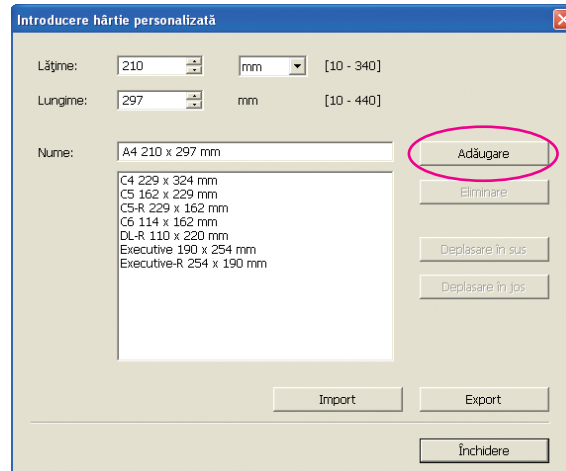 Introducere hârtie personalizată
Lăţime: 210 mm [10 - 340]
Lungime: 297 mm [10 - 440]
Nume: A4 210 x 297 mm Adăugare
C4 229 x 324 mm
C5 162 x 229 mm
C5-R 229 x 162 mm
C6 114 x 162 mm
DL-R 110 x 220 mm
Executive 190 x 254 mm
Executive-R 254 x 190 mm
Eliminare
Deplasare în sus
Deplasare în jos
Import Export
Închidere